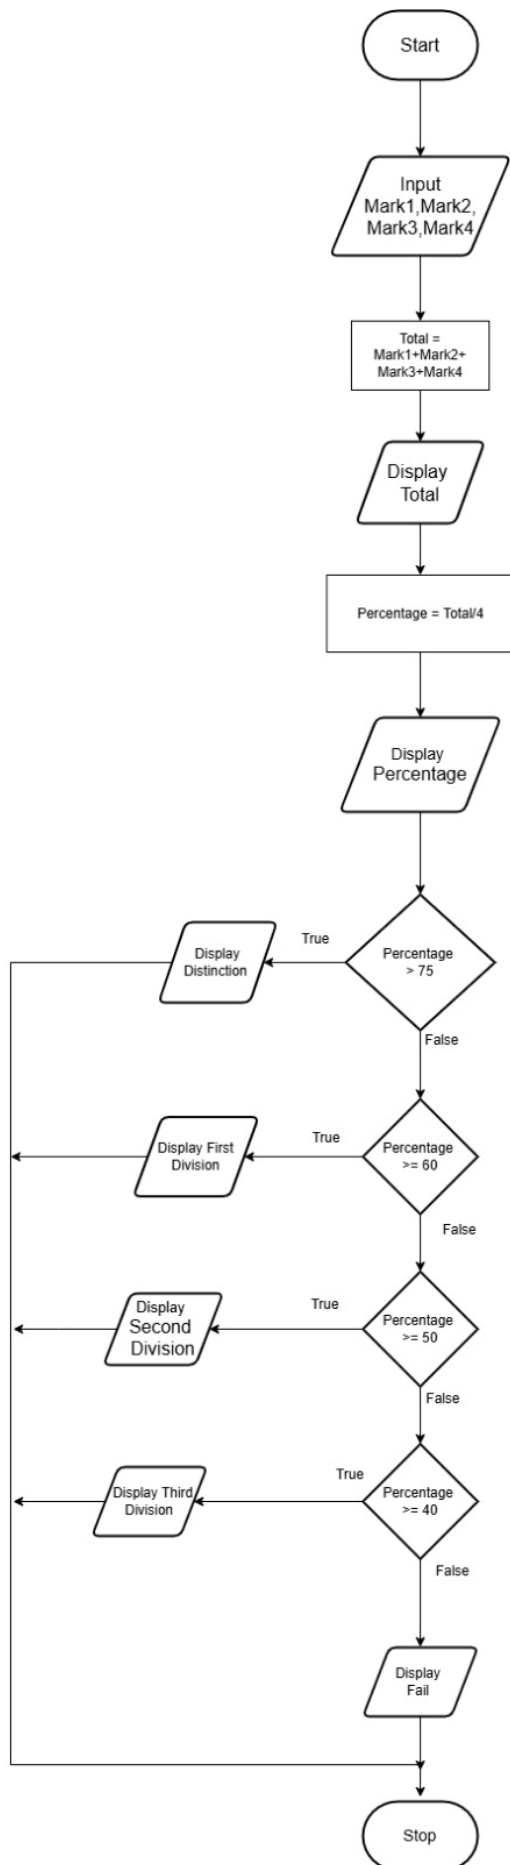 Start
Input
Mark1,Mark2,
Mark3,Mark4
Total =
Mark1+Mark2+
Mark3+Mark4
Display
Total
Percentage = Total/4
Display
Percentage
Percentage
> 75
True
Display
Distinction
False
Percentage
>= 60
True
Display First
Division
False
Percentage
>= 50
True
Display
Second
Division
False
Percentage
>= 40
True
Display Third
Division
False
Display
Fail
Stop